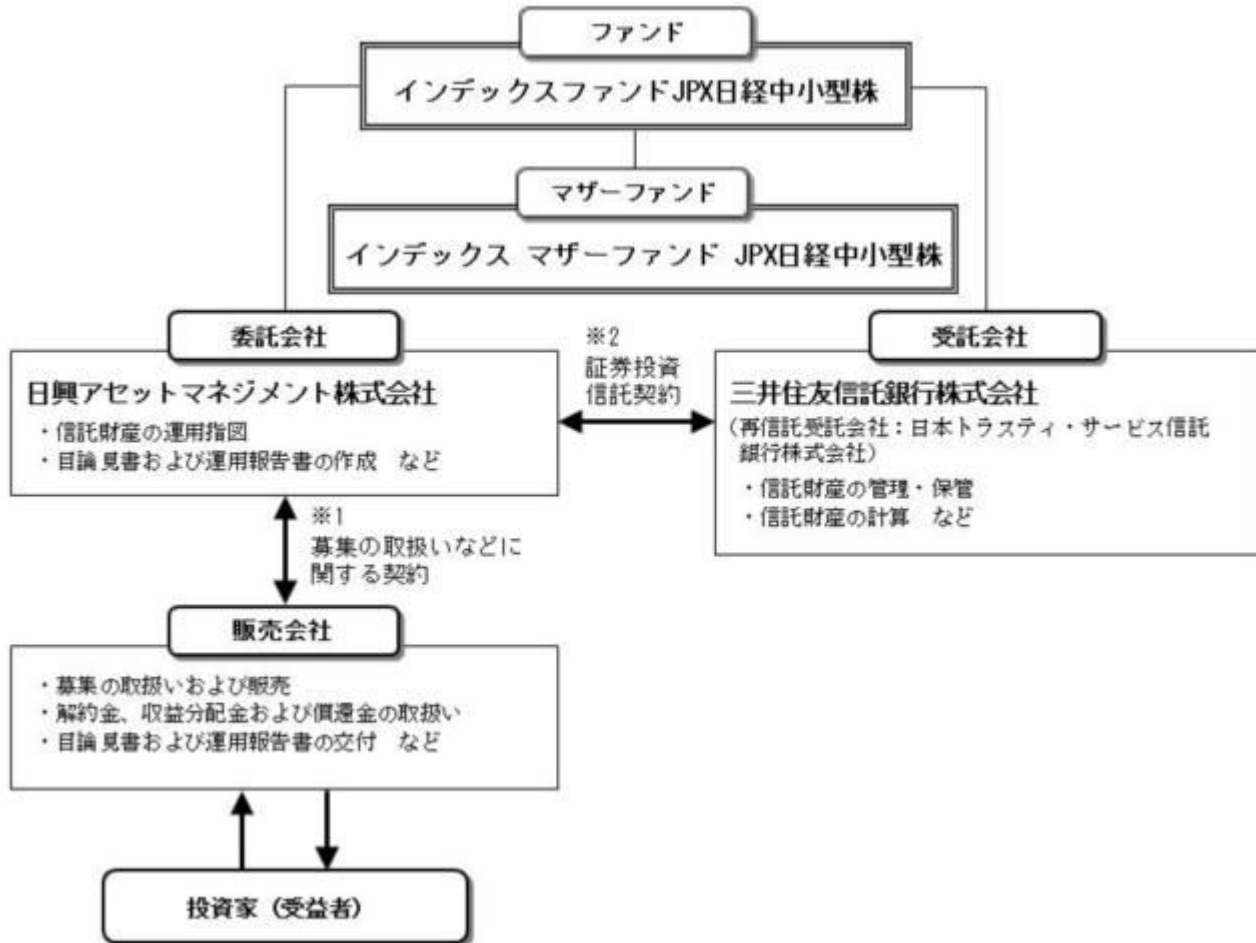 ファンド
インデックスファンドJPX日経中小型株
マザーファンド
インデックス マザーファンド JPX日経中小型株
委託会社
日興アセットマネジメント株式会社
・信託財産の運用指図
・目論見書および運用報告書の作成 など
※2
証券投資
信託契約
受託会社
三井住友信託銀行株式会社
(再信託受託会社:日本トラスティ・サービス信託
銀行株式会社)
・信託財産の管理・保管
・信託財産の計算 など
※1
募集の取扱いなどに
関する契約
販売会社
・募集の取扱いおよび販売
・解約金、収益分配金および償還金の取扱い
・目論見書および運用報告書の交付 など
投資家(受益者)